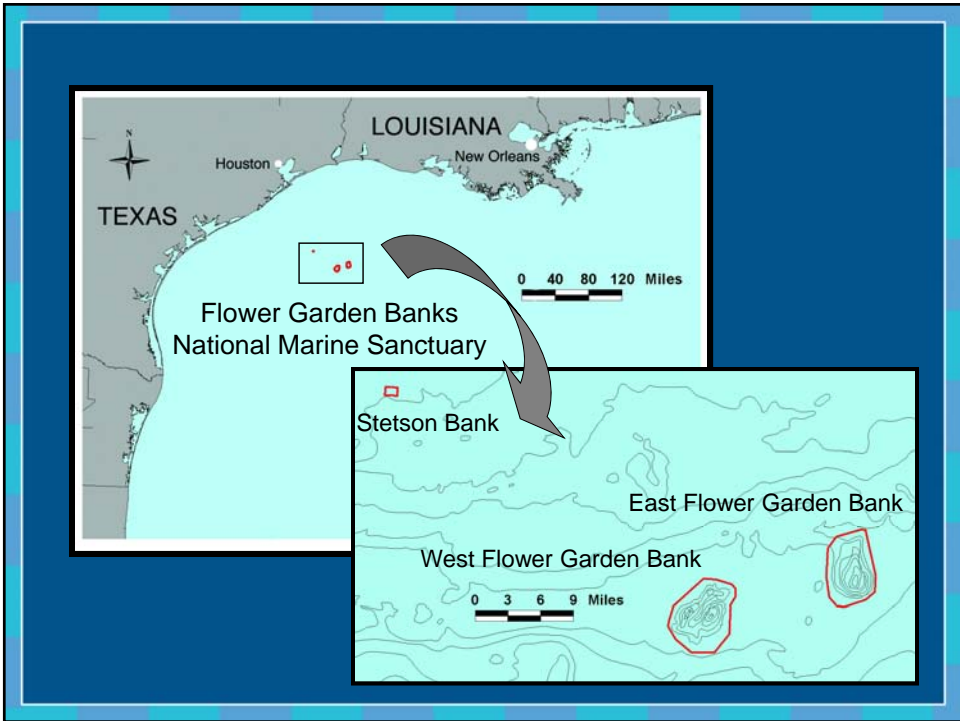 N
LOUISIANA
Houston
New Orleans
TEXAS
0 40 80 120 Miles
Flower Garden Banks
National Marine Sanctuary
Stetson Bank
East Flower Garden Bank
West Flower Garden Bank
0 3 6 9 Miles